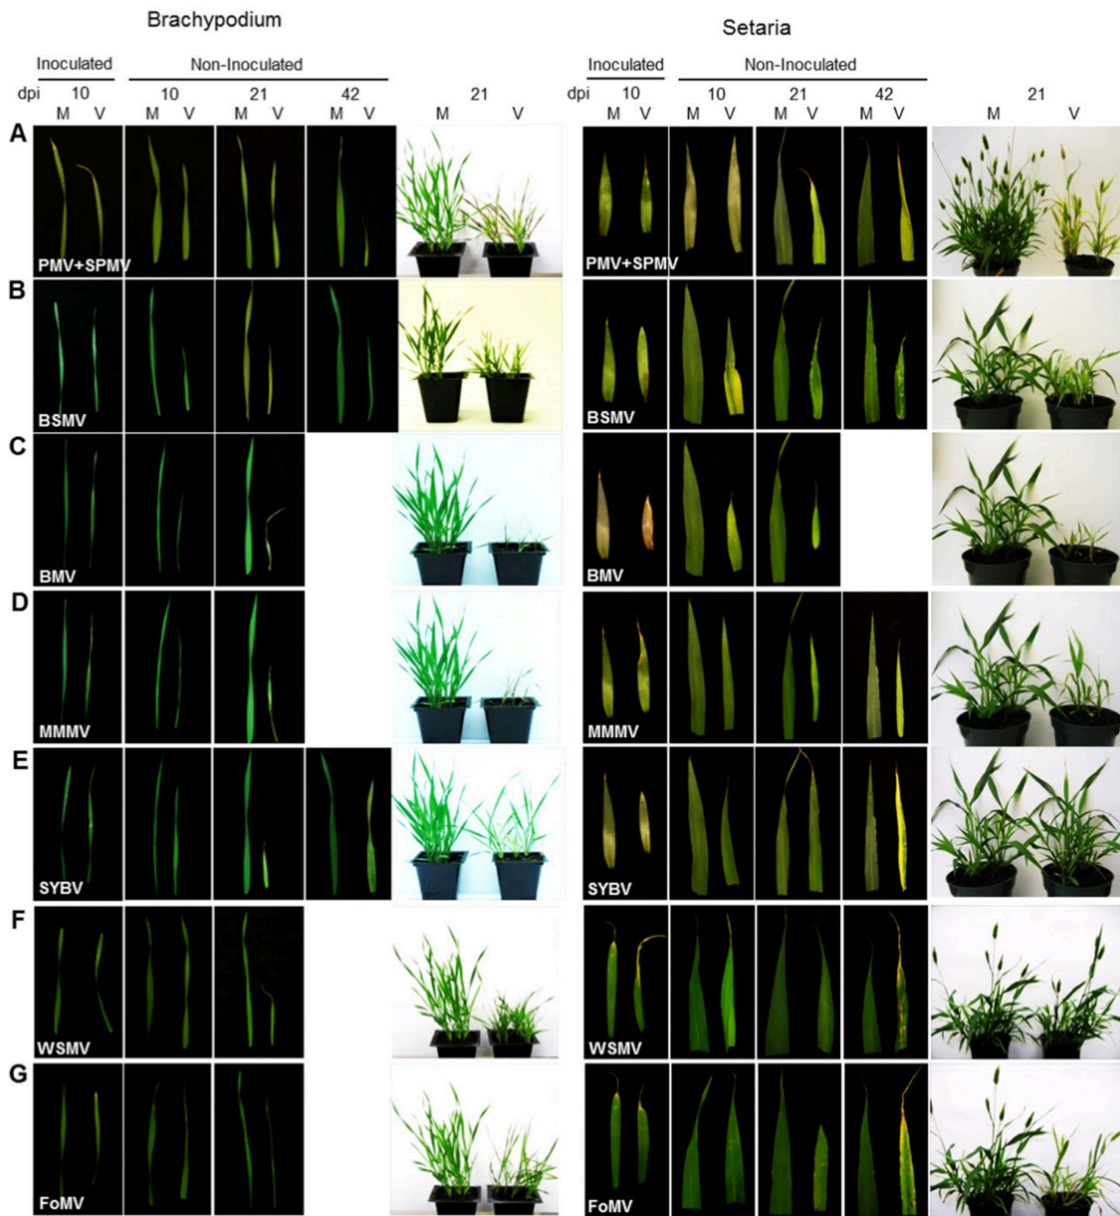 Brachypodium Setaria
Inoculated Non-Inoculated Inoculated Non-Inoculated
dpi 10 10 21 42 21 dpi 10 10 21 42 21
M V M V M V M V M V M V M V M V M V M V
A
PMV+SPMV PMV+SPMV
B
BSMV BSMV
C
BMV BMV
D
MMMV MMMV
E
SYBV SYBV
F
WSMV WSMV
G
FoMV FoMV